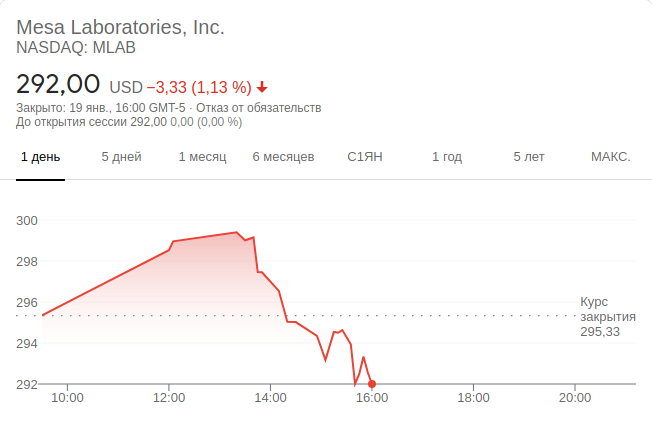 Mesa Laboratories, Inc.
NASDAQ: MLAB
292,00 USD −3,33 (1,13 %)
Закрыто: 19 янв., 16:00 GMT-5 · Отказ от обязательств
До открытия сессии 292,00 0,00 (0,00 %)
1 день 5 дней 1 месяц 6 месяцев С1ЯН 1 год 5 лет МАКС.
300
298
296
Курс
закрытия
295,33
294
292
10:00 12:00 14:00 16:00 18:00 20:00